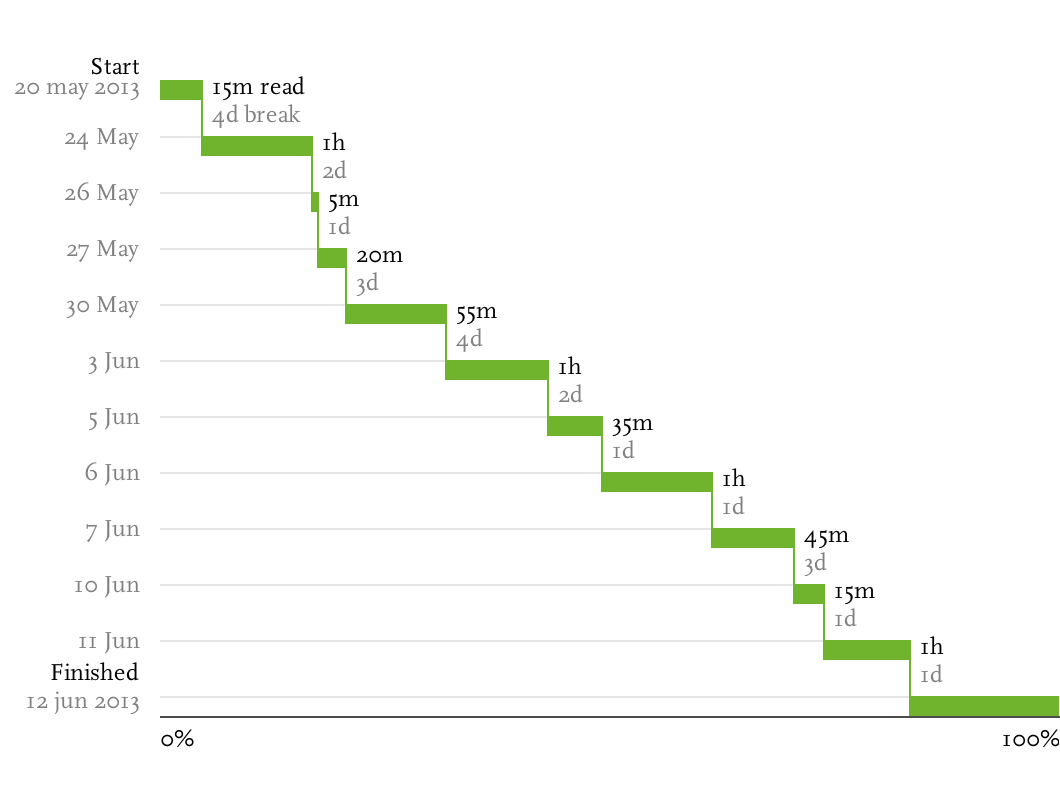 Start
20 may 2013
15m read
4d break
24 May
1h
2d
26 May
5m
1d
27 May
20m
3d
30 May
55m
4d
3 Jun
1h
2d
5 Jun
35m
1d
6 Jun
1h
1d
7 Jun
45m
3d
10 Jun
15m
1d
11 Jun
1h
1d
Finished
12 jun 2013
0%
100%